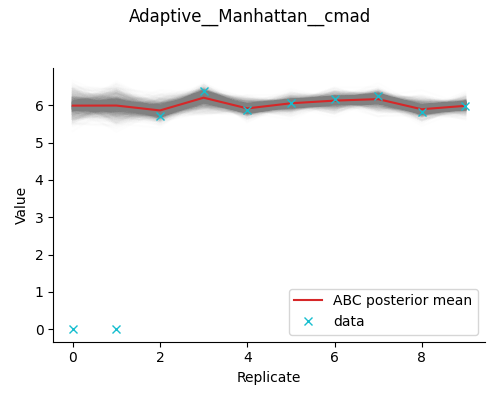 Adaptive__Manhattan__cmad
Value
6
5
4
3
2
1
0
ABC posterior mean
data
0 2 4 6 8
Replicate